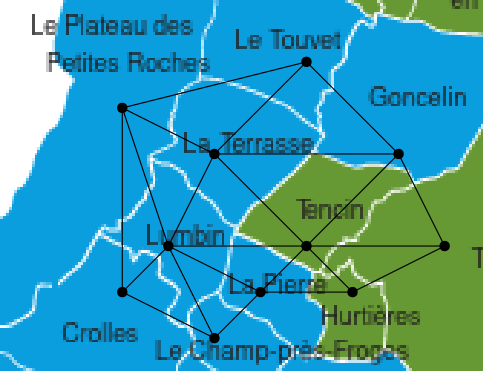 en
Le Plateau des
Petites Roches
Le Touvet
Goncelin
La Terrasse
Tencin
Lumbin
T
La Pierre
Hurtières
Crolles
Le Champ-près-Froges